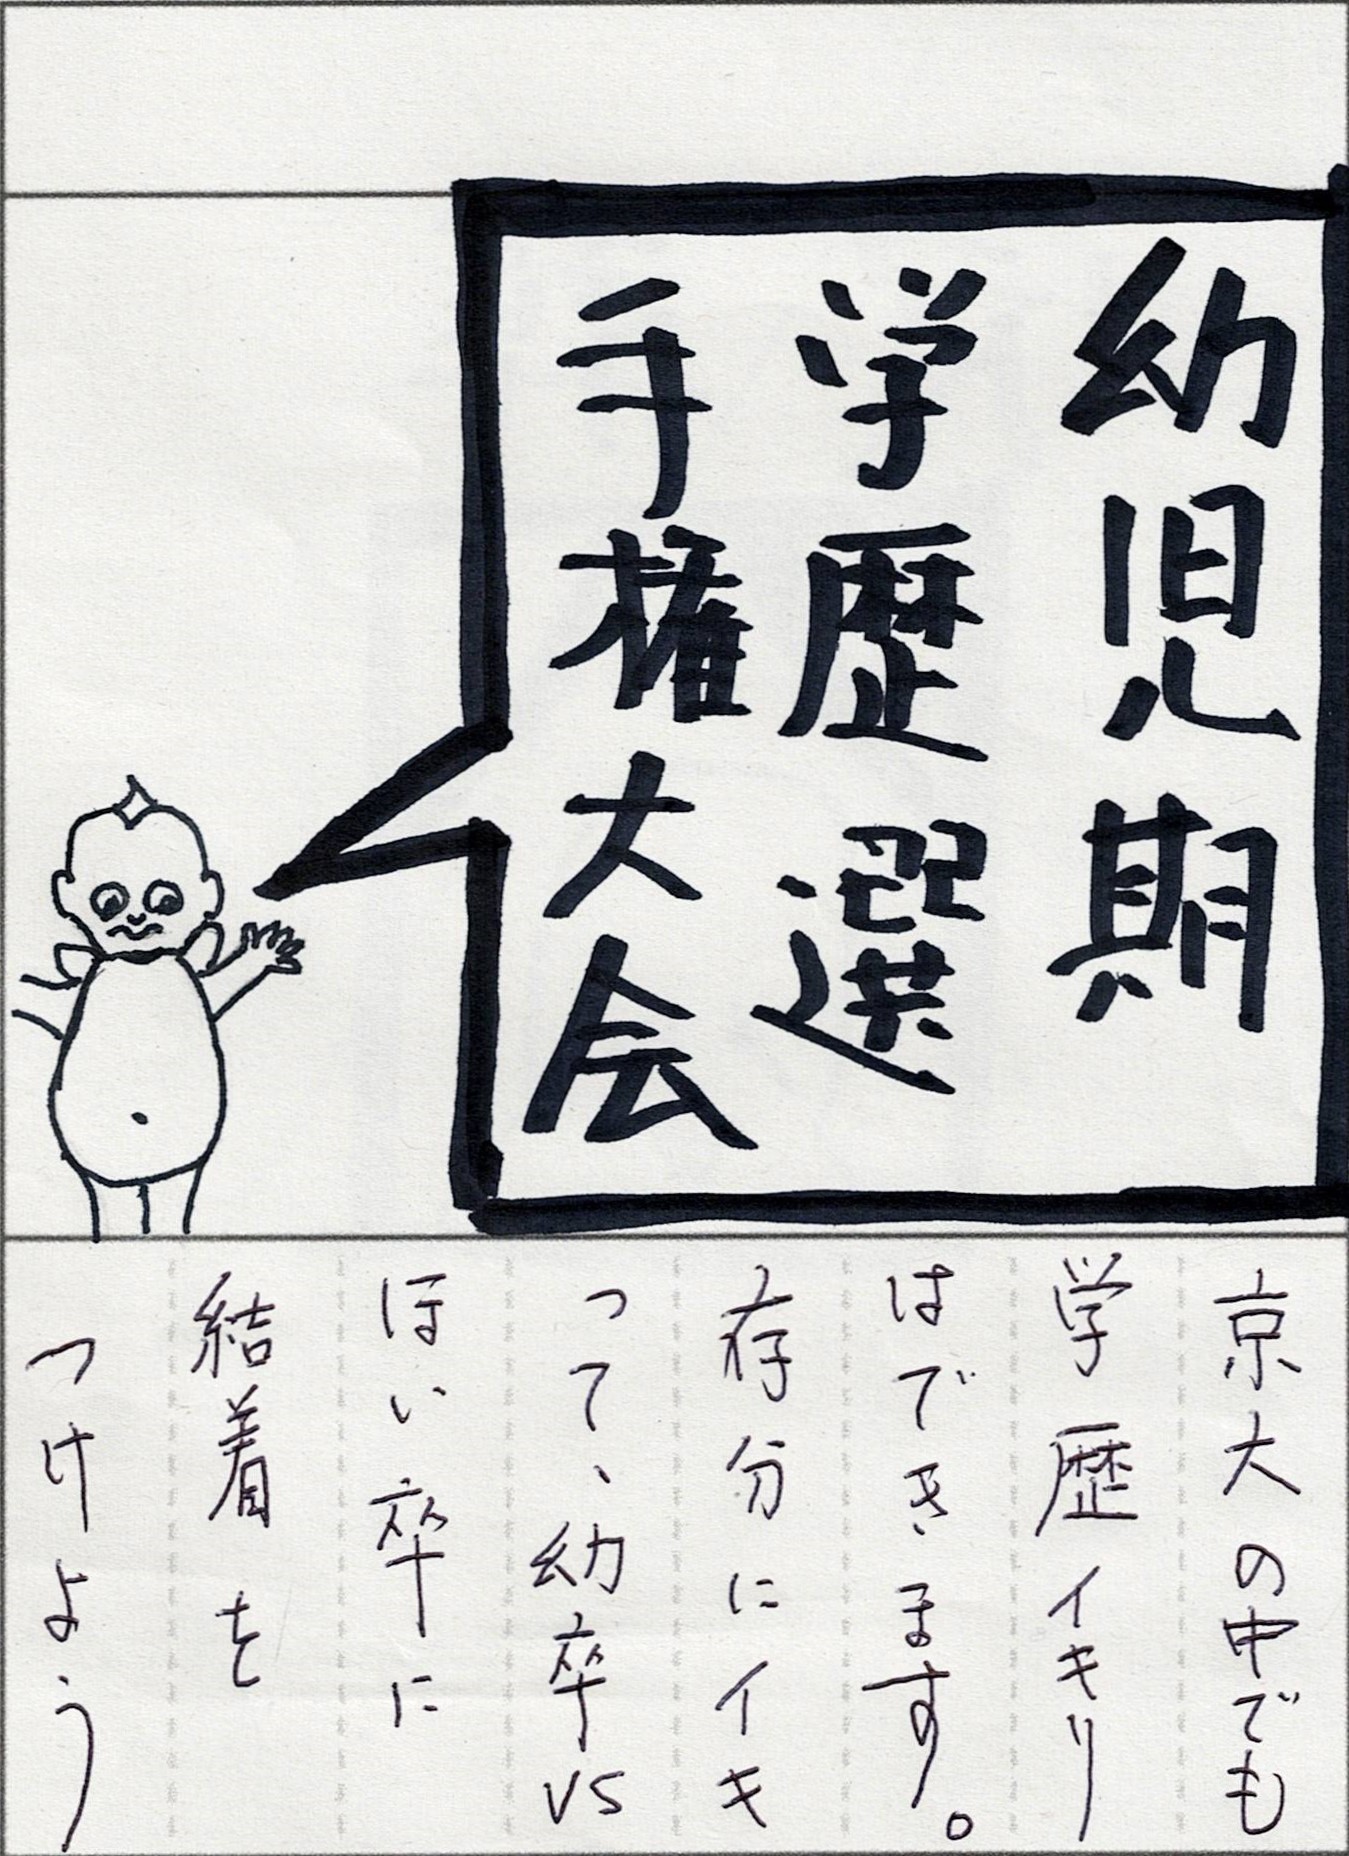 幼児期
学歴選
手権大会
京大の中でも
学歴イキリ
はできます。
存分にイキ
って、幼卒vs
ほい卒に
結着を
つけよう